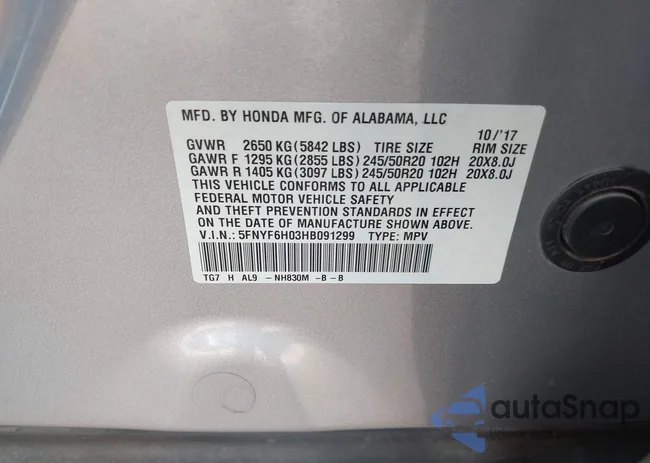 MFD. BY HONDA MFG. OF ALABAMA, LLC
10/'17
GVWR 2650 KG(5842 LBS) TIRE SIZE RIM SIZE
GAWR F 1295 KG(2855 LBS) 245/50R20 102H 20X8.0J
GAWR R 1405 KG(3097 LBS) 245/50R20 102H 20X8.0J
THIS VEHICLE CONFORMS TO ALL APPLICABLE
FEDERAL MOTOR VEHICLE SAFETY
AND THEFT PREVENTION STANDARDS IN EFFECT
ON THE DATE OF MANUFACTURE SHOWN ABOVE.
V.I.N.: 5FNYF6H03HB091299 TYPE: MPV
TG7 H AL9 -NH830M -B -B
autoSnap